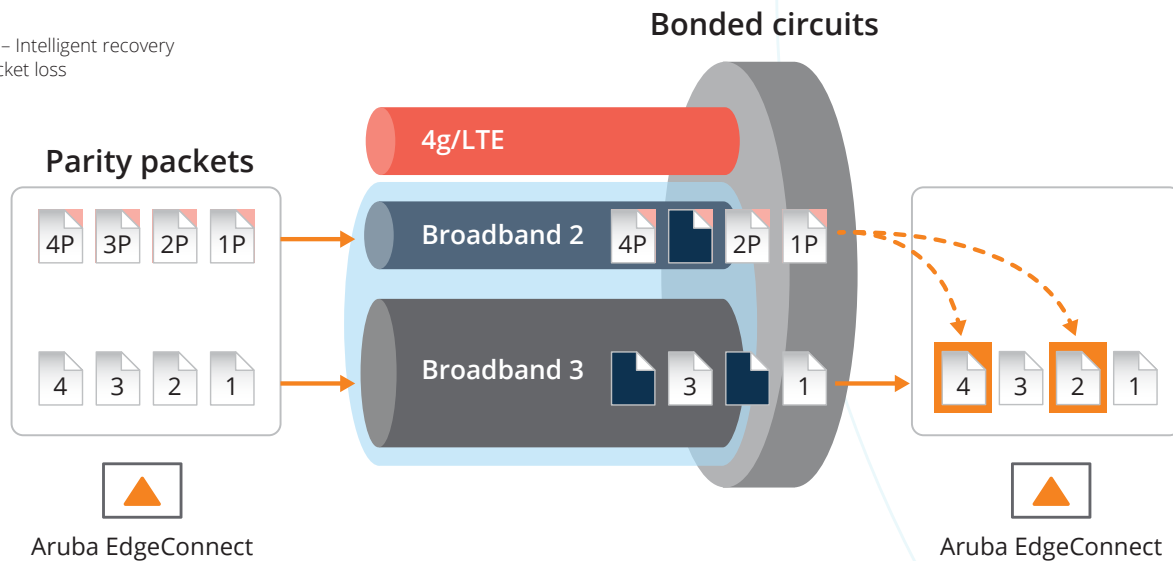 Bonded circuits
– Intelligent recovery
cket loss
4g/LTE
Parity packets
4P 3P 2P 1P
Broadband 2
4P 2P 1P
4 3 2 1
Broadband 3
3 1
4 3 2 1
Aruba EdgeConnect
Aruba EdgeConnect